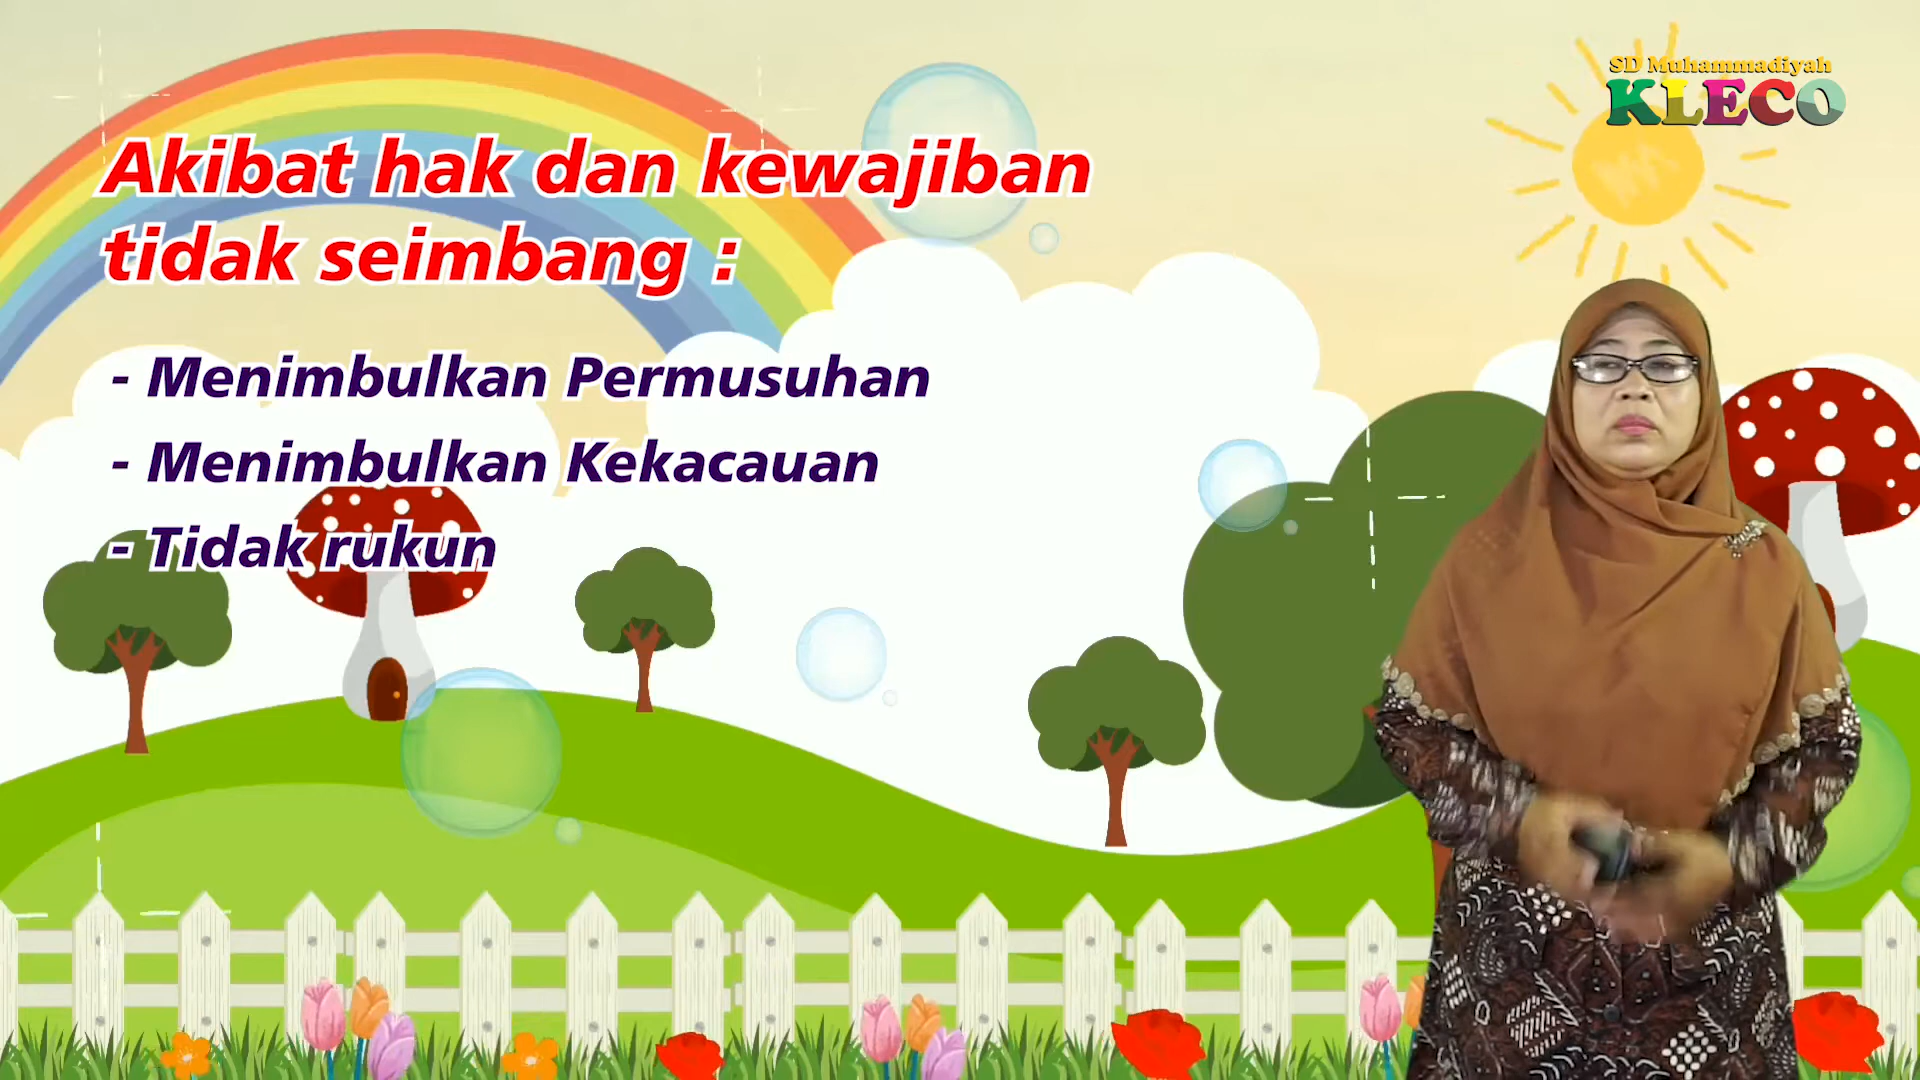 SD Muhammadiyah
KLECO
Akibat hak dan kewajiban
tidak seimbang :
- Menimbulkan Permusuhan
- Menimbulkan Kekacauan
- Tidak rukun